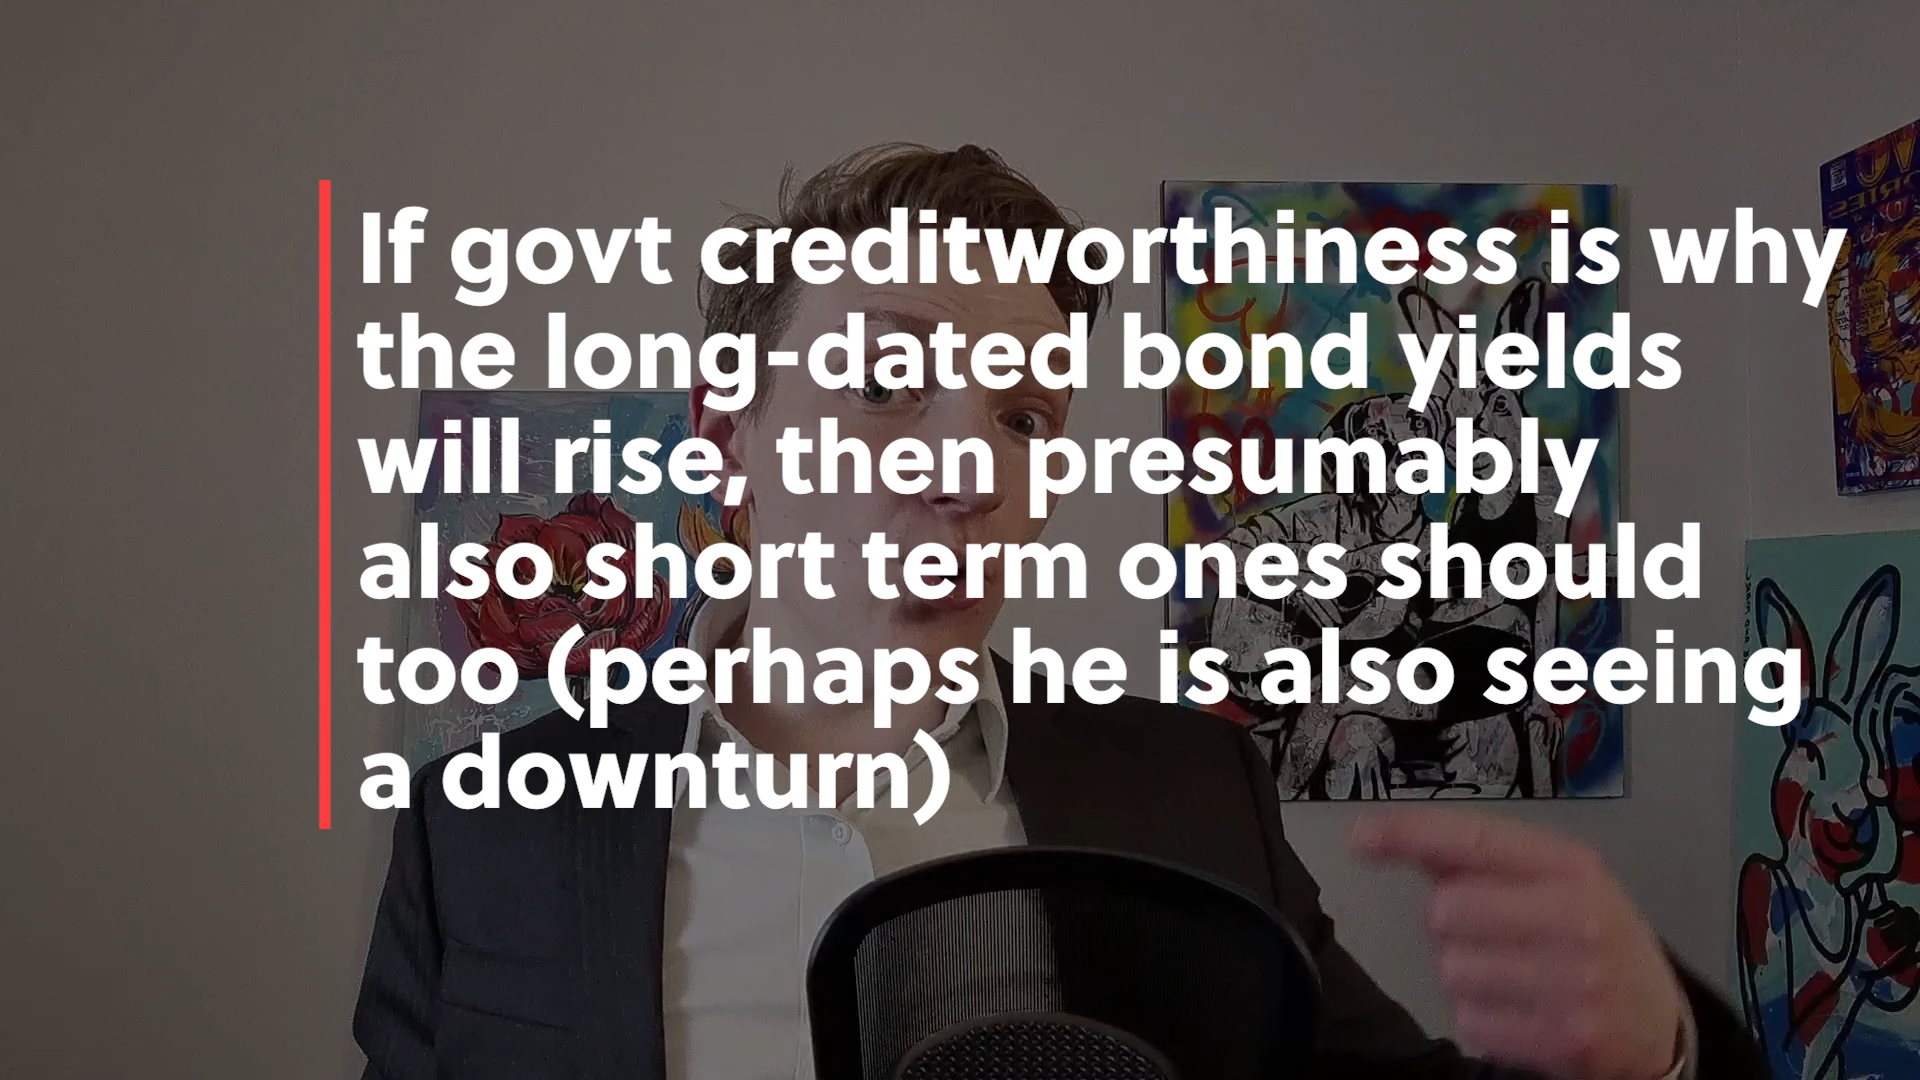 If govt creditworthiness is why
the long-dated bond yields
will rise, then presumably
also short term ones should
too (perhaps he is also seeing
a downturn)